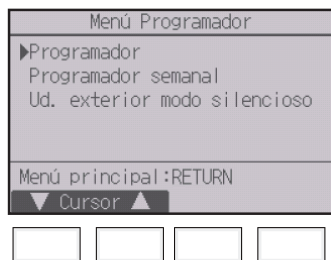 Menú Programador
▶Programador
Programador semanal
Ud. exterior modo silencioso
Menú principal:RETURN
▼ Cursor ▲